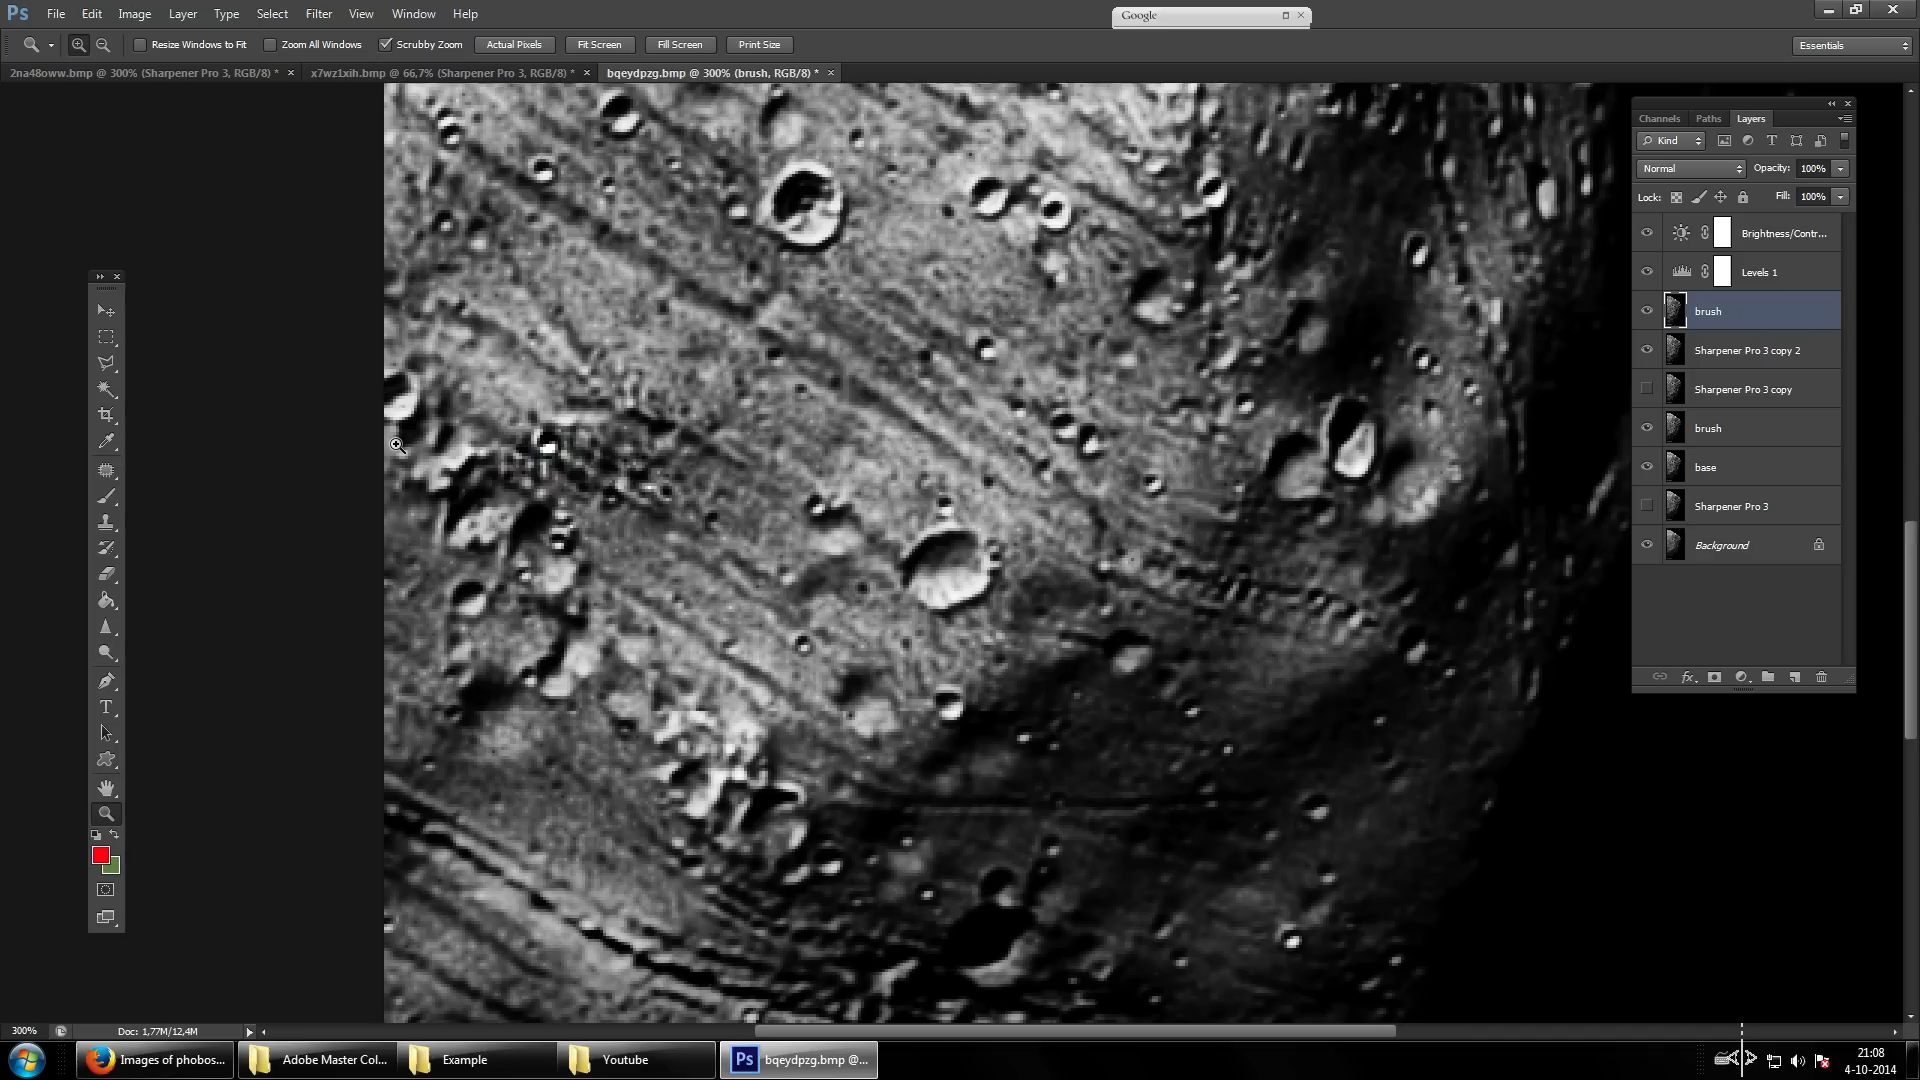 Ps File Edit Image Layer Type Select Filter View Window Help
Google
Resize Windows to Fit Zoom All Windows Scrubby Zoom Actual Pixels Fit Screen Fill Screen Print Size Essentials
2na48oww.bmp @ 300% (Sharpener Pro 3, RGB/8) * x7wz1xih.bmp @ 66,7% (Sharpener Pro 3, RGB/8) * bqeydpzg.bmp @ 300% (brush, RGB/8) *
Channels Paths Layers
Kind
Normal Opacity: 100%
Lock: Fill: 100%
Brightness/Contr...
Levels 1
brush
Sharpener Pro 3 copy 2
Sharpener Pro 3 copy
brush
base
Sharpener Pro 3
Background
fx
300% Doc: 1,77M/12,4M
Images of phobos... Adobe Master Col... Example Youtube Ps bqeydpzg.bmp @... 21:08
4-10-2014